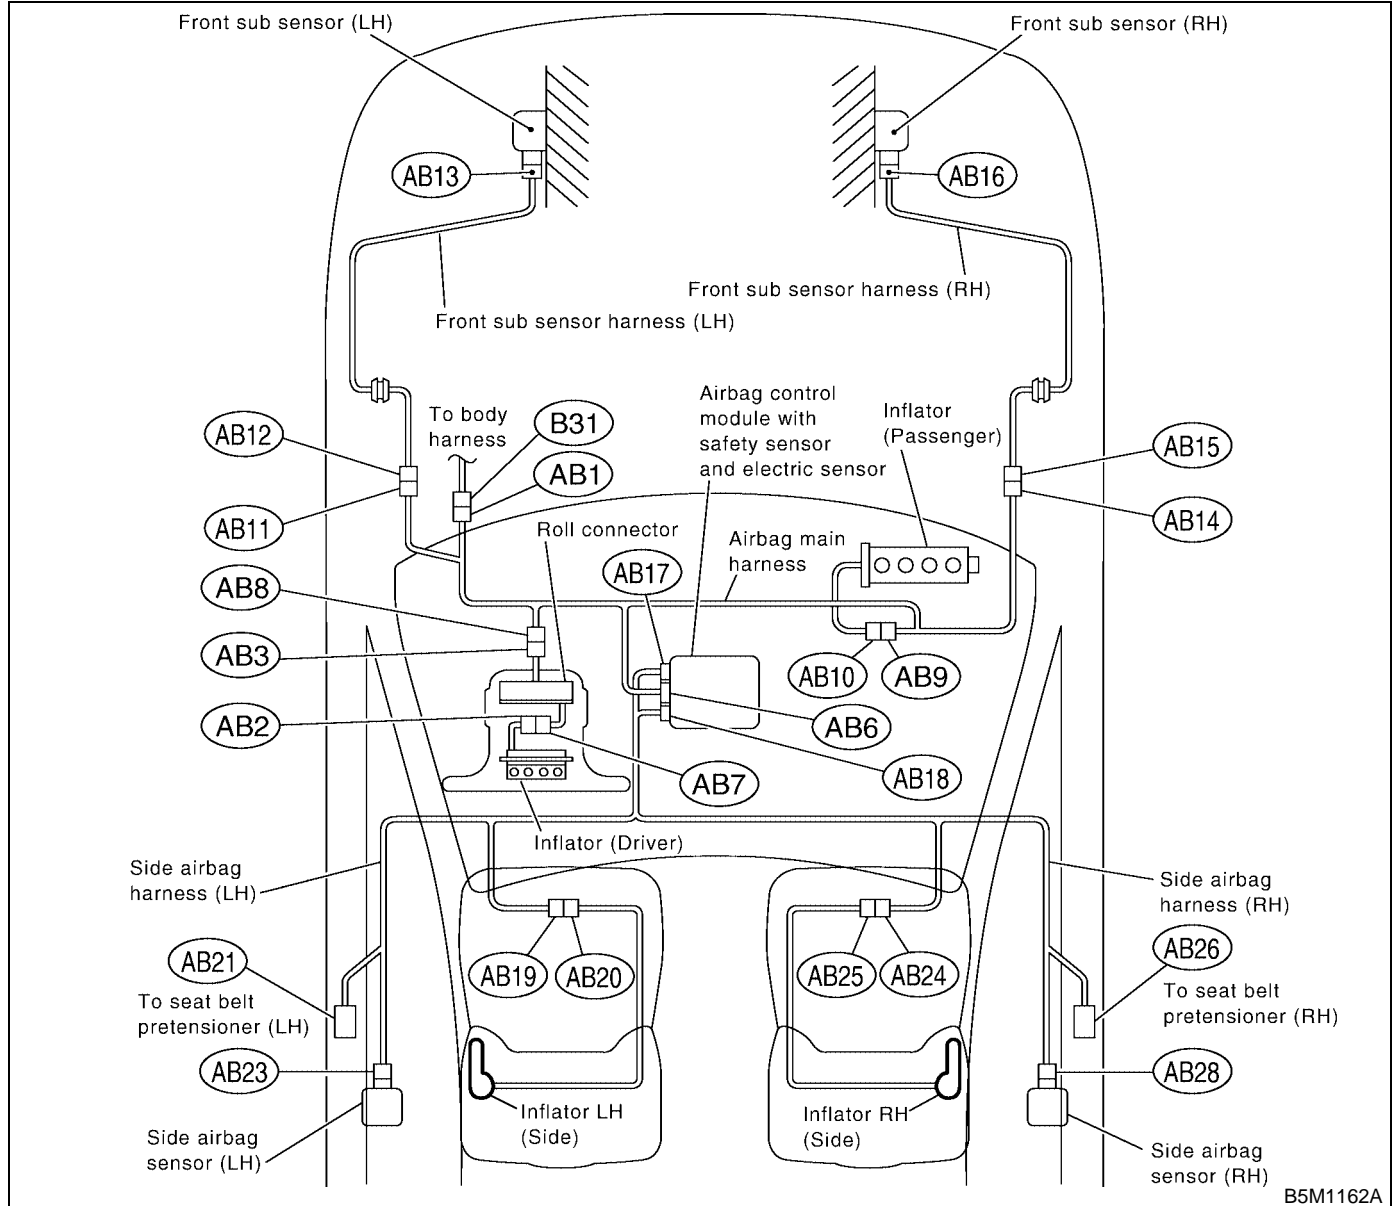 Front sub sensor (LH)
Front sub sensor (RH)
AB13
AB16
Front sub sensor harness (RH)
Front sub sensor harness (LH)
Airbag control
module with
safety sensor
and electric sensor
Inflator
(Passenger)
To body
harness
B31
AB12
AB15
AB1
AB11
AB14
Roll connector
Airbag main
harness
AB17
AB8
AB3
AB10
AB9
AB2
AB6
AB7
AB18
Inflator (Driver)
Side airbag
harness (LH)
Side airbag
harness (RH)
AB21
AB26
AB19
AB20
AB25
AB24
To seat belt
pretensioner (LH)
To seat belt
pretensioner (RH)
AB23
AB28
Inflator LH
(Side)
Inflator RH
(Side)
Side airbag
sensor (LH)
Side airbag
sensor (RH)
B5M1162A